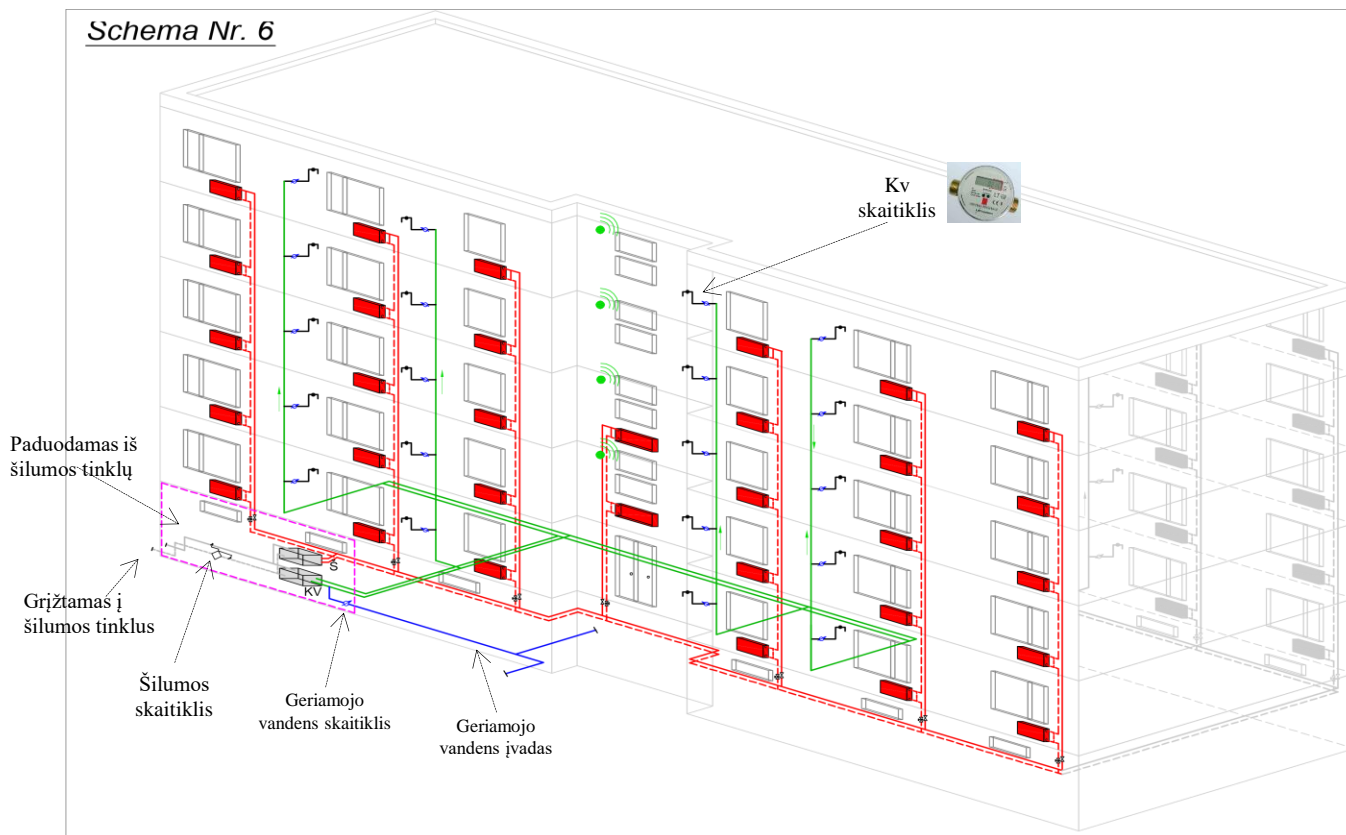 Schema Nr. 6
Kv
skaitiklis
Paduodamas iš
šilumos tinklų
Š
KV
Grįžtamas į
šilumos tinklus
Šilumos
skaitiklis
Geriamojo
vandens skaitiklis
Geriamojo
vandens įvadas